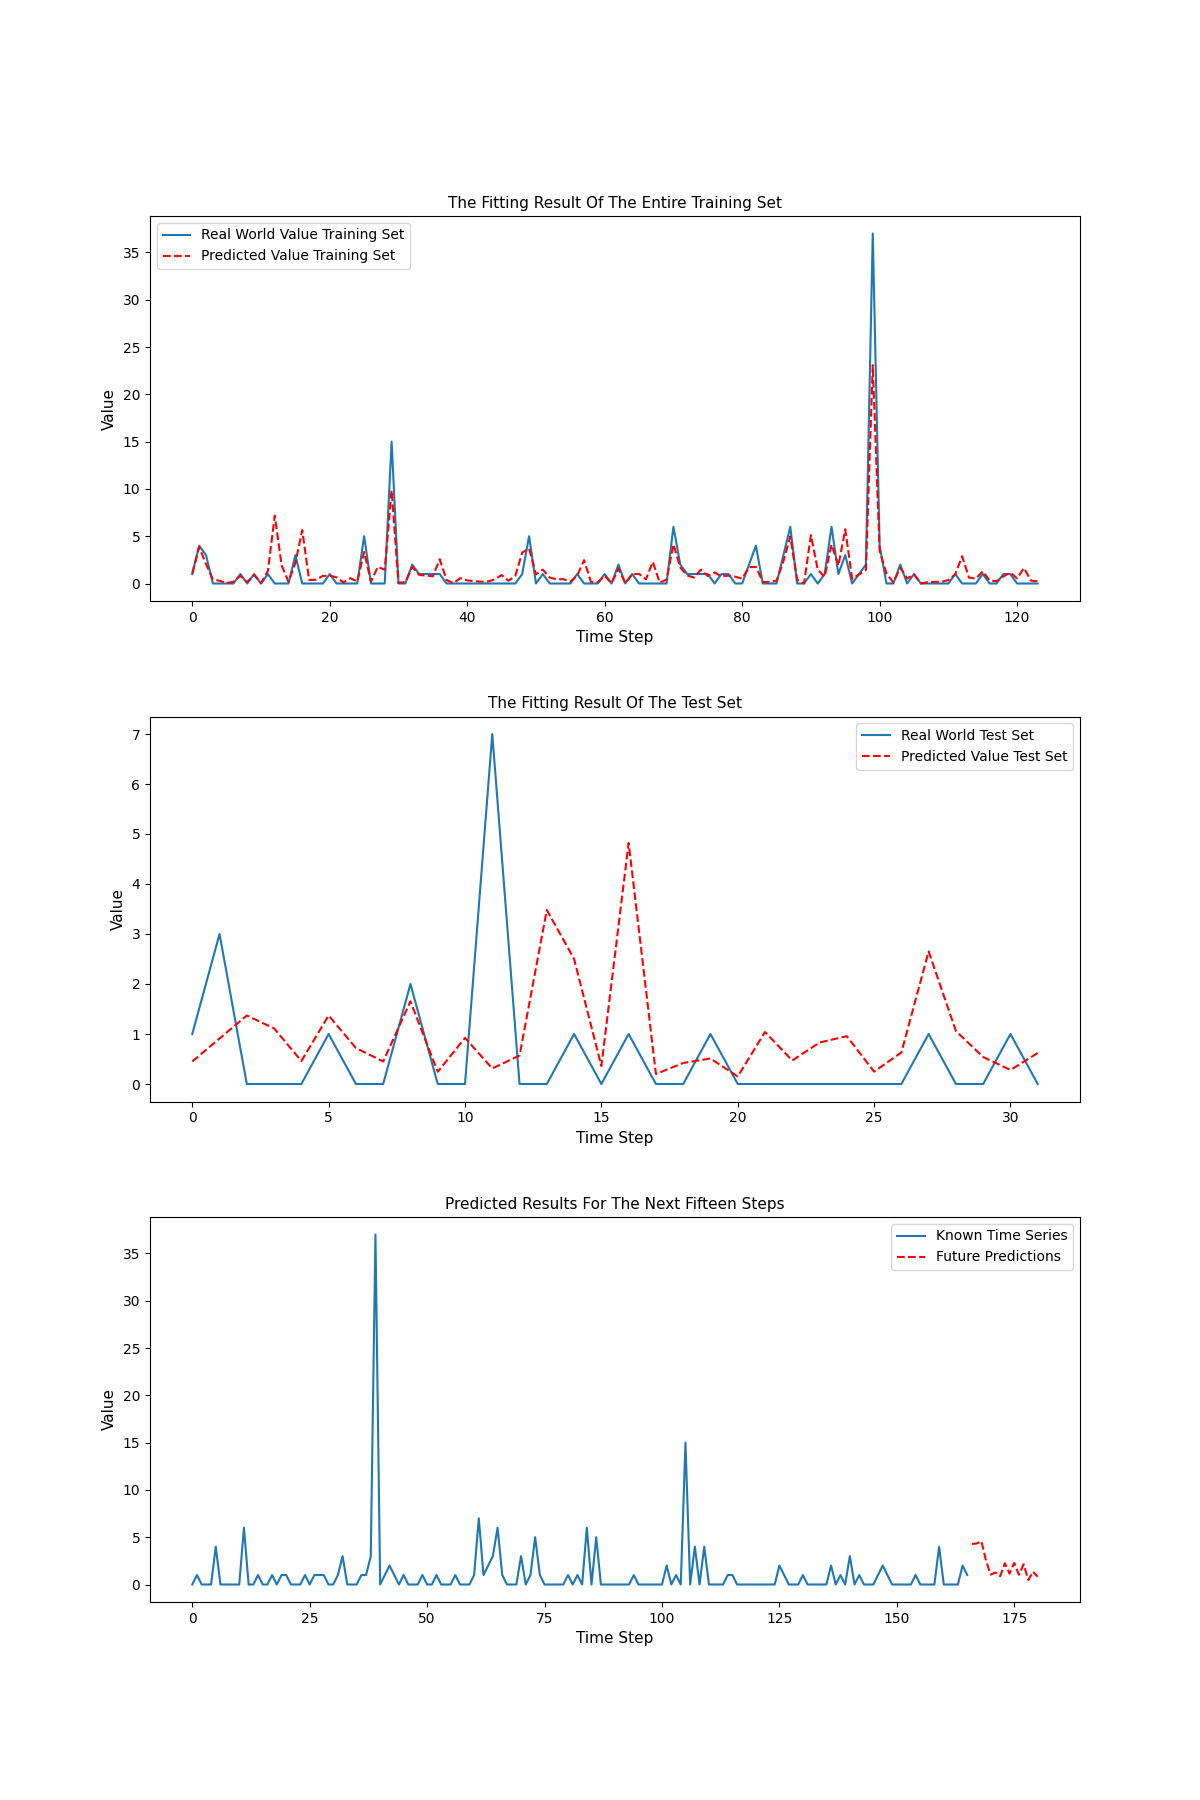 The Fitting Result Of The Entire Training Set
Real World Value Training Set
Predicted Value Training Set
35
30
25
20
15
10
5
0
Value
0 20 40 60 80 100 120
Time Step
The Fitting Result Of The Test Set
Real World Test Set
Predicted Value Test Set
7
6
5
4
3
2
1
0
Value
0 5 10 15 20 25 30
Time Step
Predicted Results For The Next Fifteen Steps
Known Time Series
Future Predictions
35
30
25
20
15
10
5
0
Value
0 25 50 75 100 125 150 175
Time Step